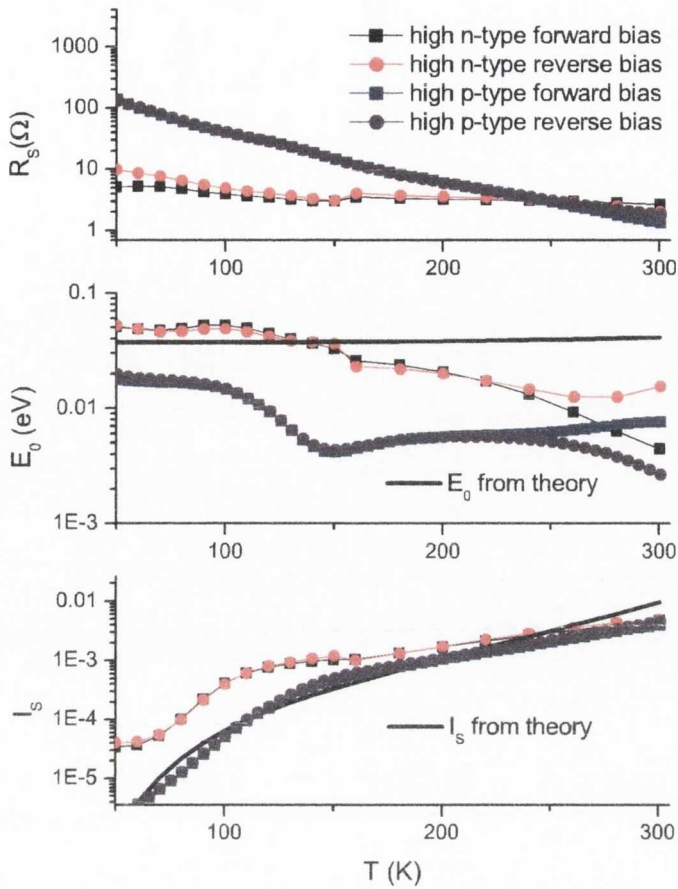 1000
100
10
1
R_S(Ω)
high n-type forward bias
high n-type reverse bias
high p-type forward bias
high p-type reverse bias
100
200
300
0.1
0.01
1E-3
E_0 (eV)
E_0 from theory
100
200
300
0.01
1E-3
1E-4
1E-5
I_S
I_S from theory
100
200
300
T (K)